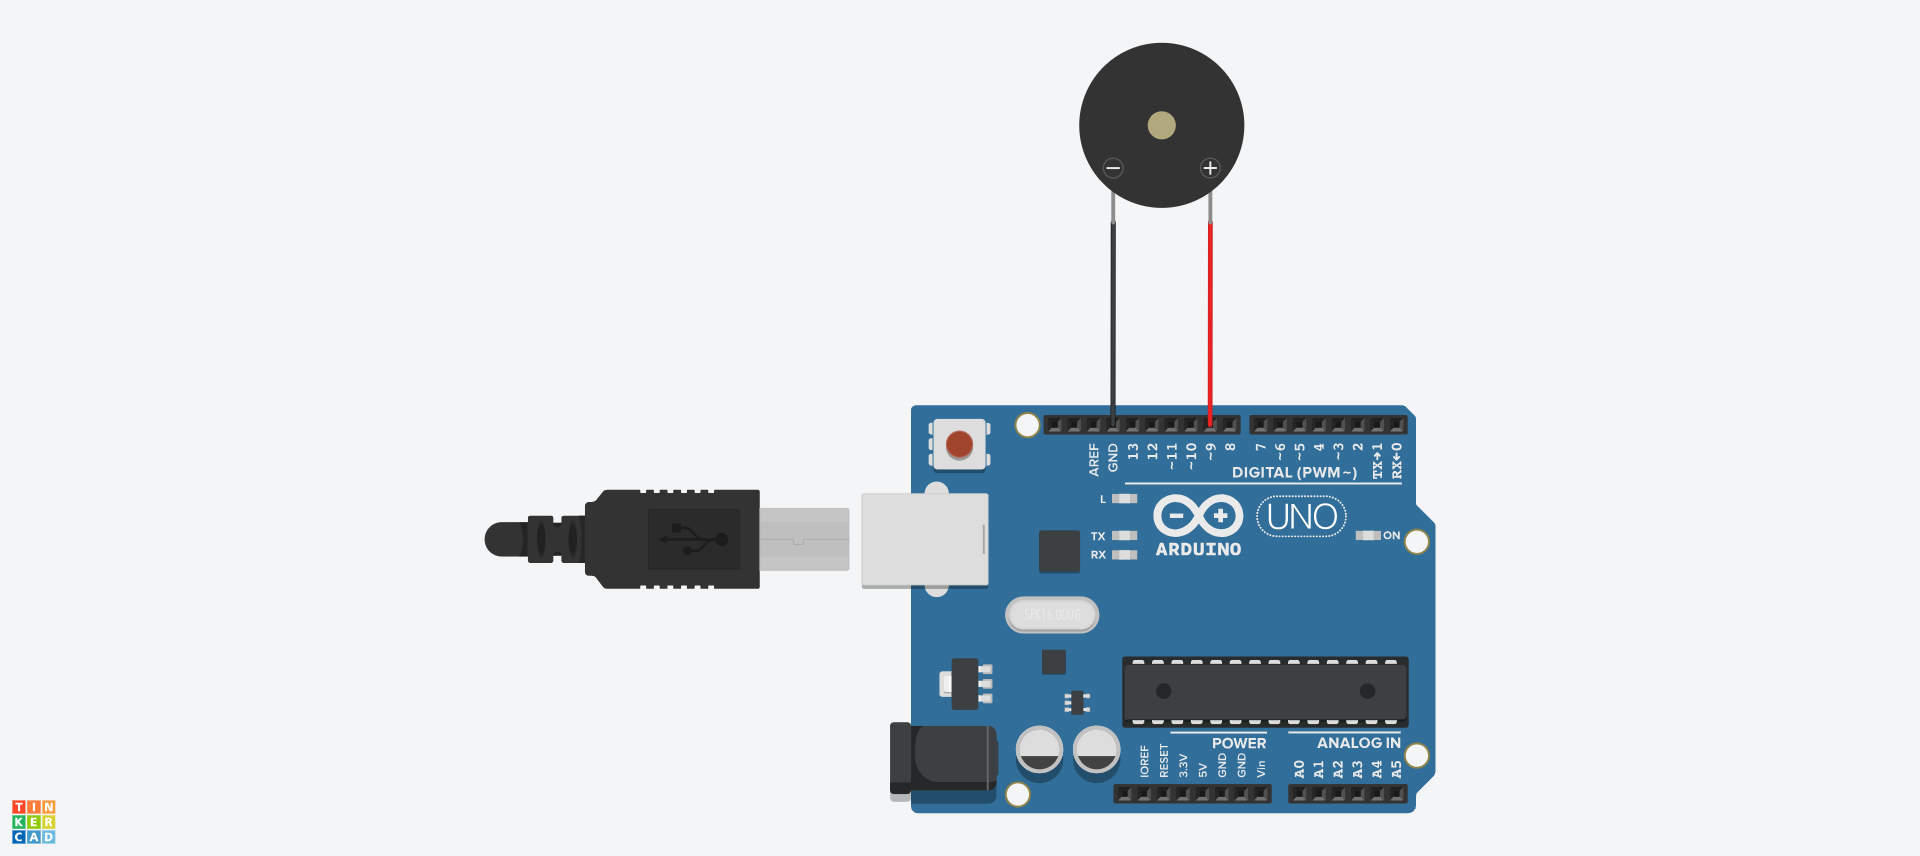 AREF
GND
13
12
~11
~10
~9
8
7
~6
~5
4
~3
2
TX→1
RX←0
DIGITAL (PWM~)
L
TX
RX
ARDUINO
UNO
ON
SPK16.000G
POWER
ANALOG IN
IOREF
RESET
3.3V
5V
GND
GND
Vin
A0
A1
A2
A3
A4
A5
TIN
KER
CAD